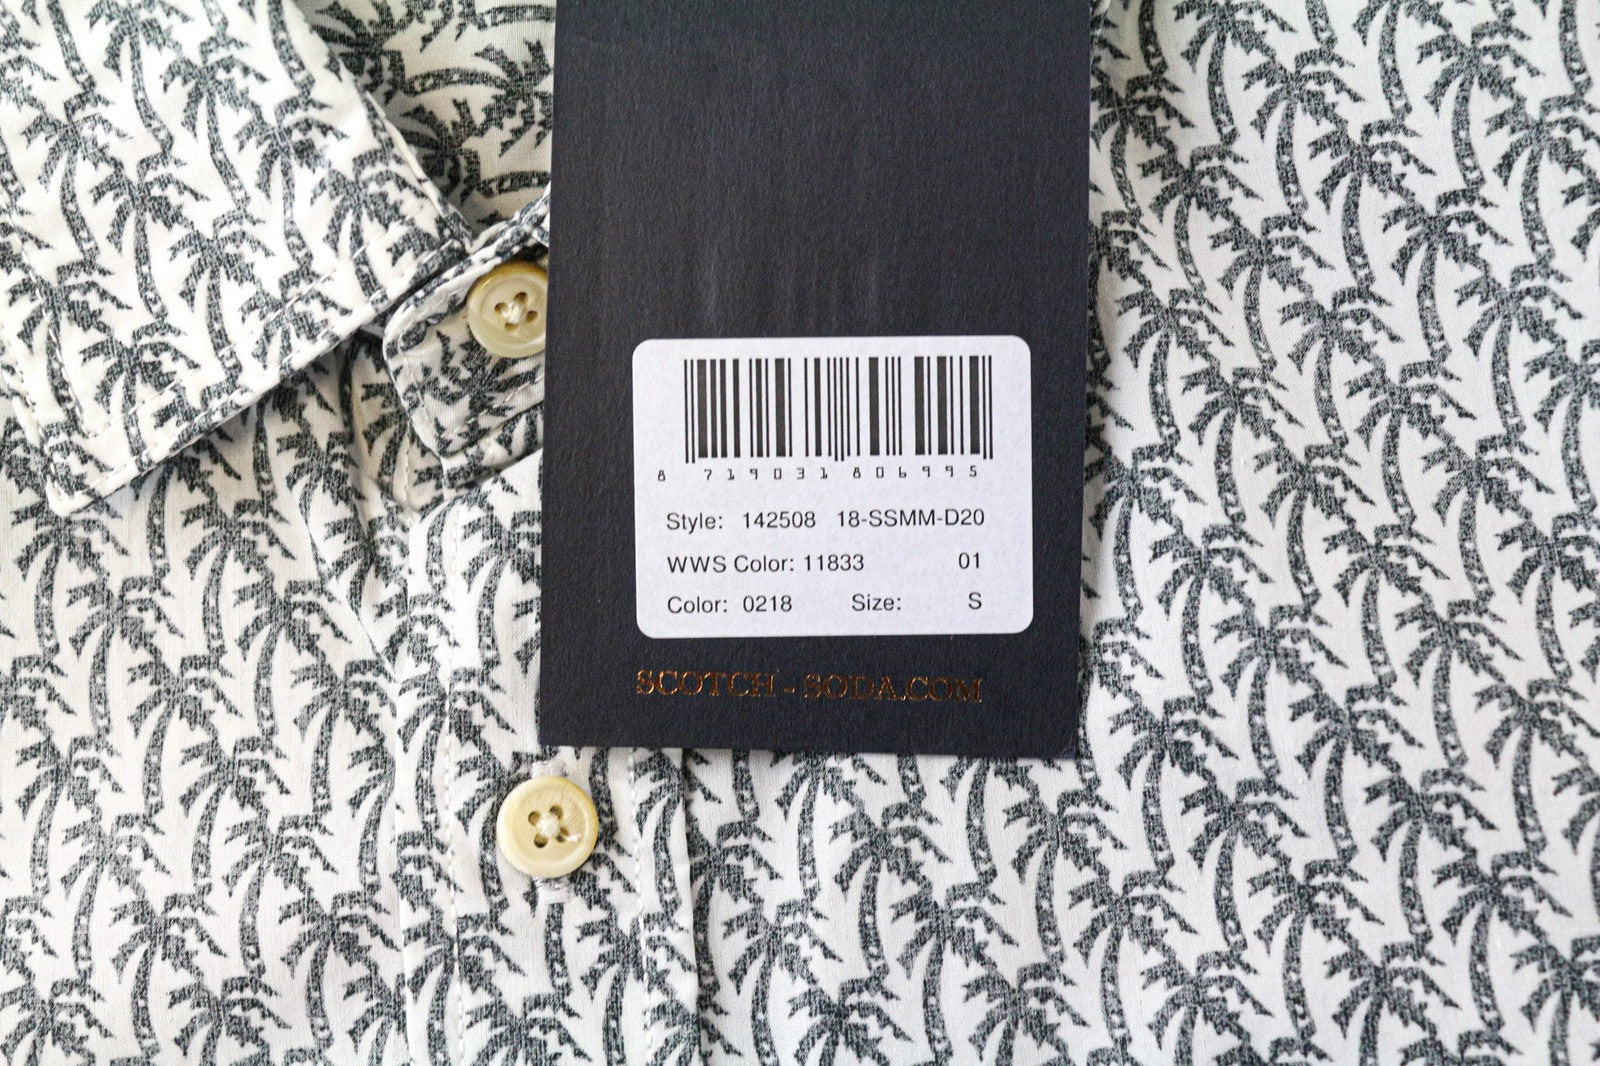 8 719031 806995
Style: 142508 18-SSMM-D20
WWS Color: 11833 01
Color: 0218 Size: S
SCOTCH - SODA.COM